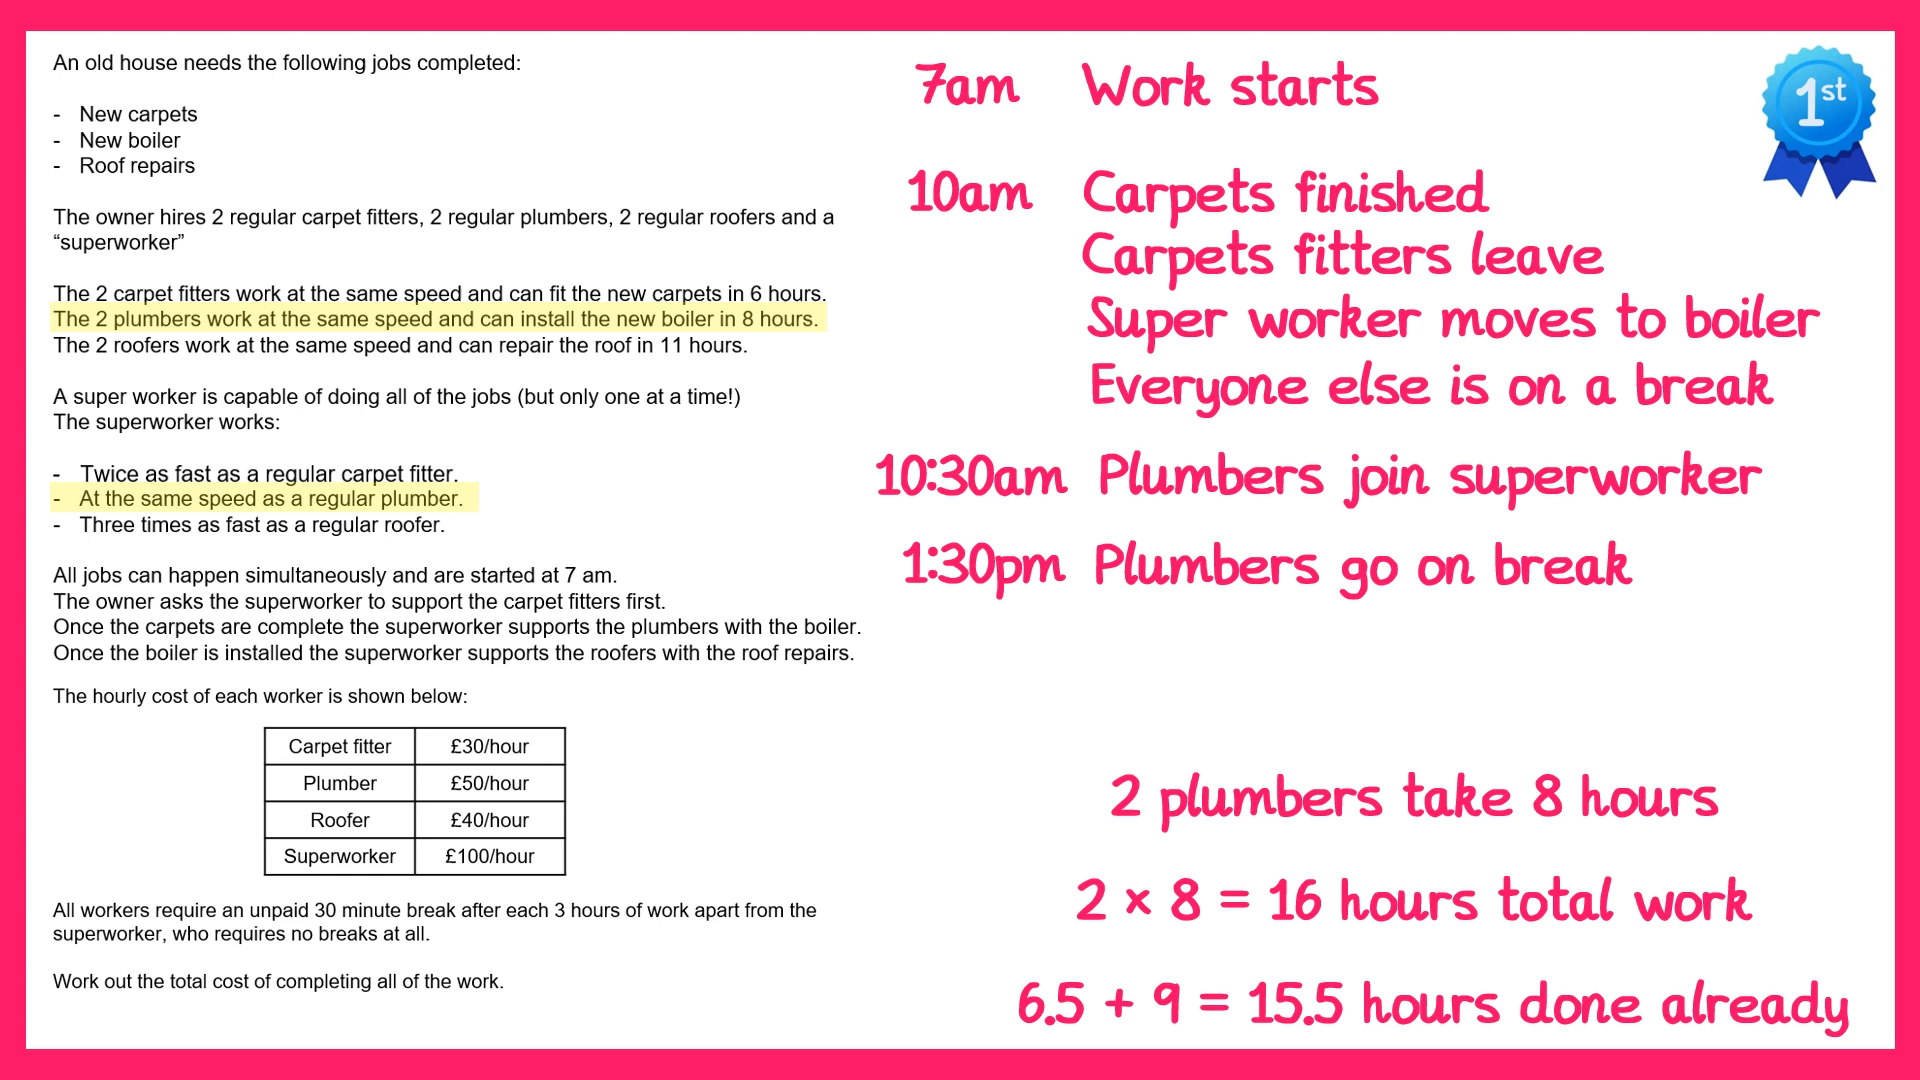 An old house needs the following jobs completed:
- New carpets
- New boiler
- Roof repairs
The owner hires 2 regular carpet fitters, 2 regular plumbers, 2 regular roofers and a
“superworker”
The 2 carpet fitters work at the same speed and can fit the new carpets in 6 hours.
The 2 plumbers work at the same speed and can install the new boiler in 8 hours.
The 2 roofers work at the same speed and can repair the roof in 11 hours.
A super worker is capable of doing all of the jobs (but only one at a time!)
The superworker works:
- Twice as fast as a regular carpet fitter.
- At the same speed as a regular plumber.
- Three times as fast as a regular roofer.
All jobs can happen simultaneously and are started at 7 am.
The owner asks the superworker to support the carpet fitters first.
Once the carpets are complete the superworker supports the plumbers with the boiler.
Once the boiler is installed the superworker supports the roofers with the roof repairs.
The hourly cost of each worker is shown below:
Carpet fitter £30/hour
Plumber £50/hour
Roofer £40/hour
Superworker £100/hour
All workers require an unpaid 30 minute break after each 3 hours of work apart from the
superworker, who requires no breaks at all.
Work out the total cost of completing all of the work.
7am Work starts
10am Carpets finished
Carpets fitters leave
Super worker moves to boiler
Everyone else is on a break
10:30am Plumbers join superworker
1:30pm Plumbers go on break
2 plumbers take 8 hours
2 × 8 = 16 hours total work
6.5 + 9 = 15.5 hours done already
1st